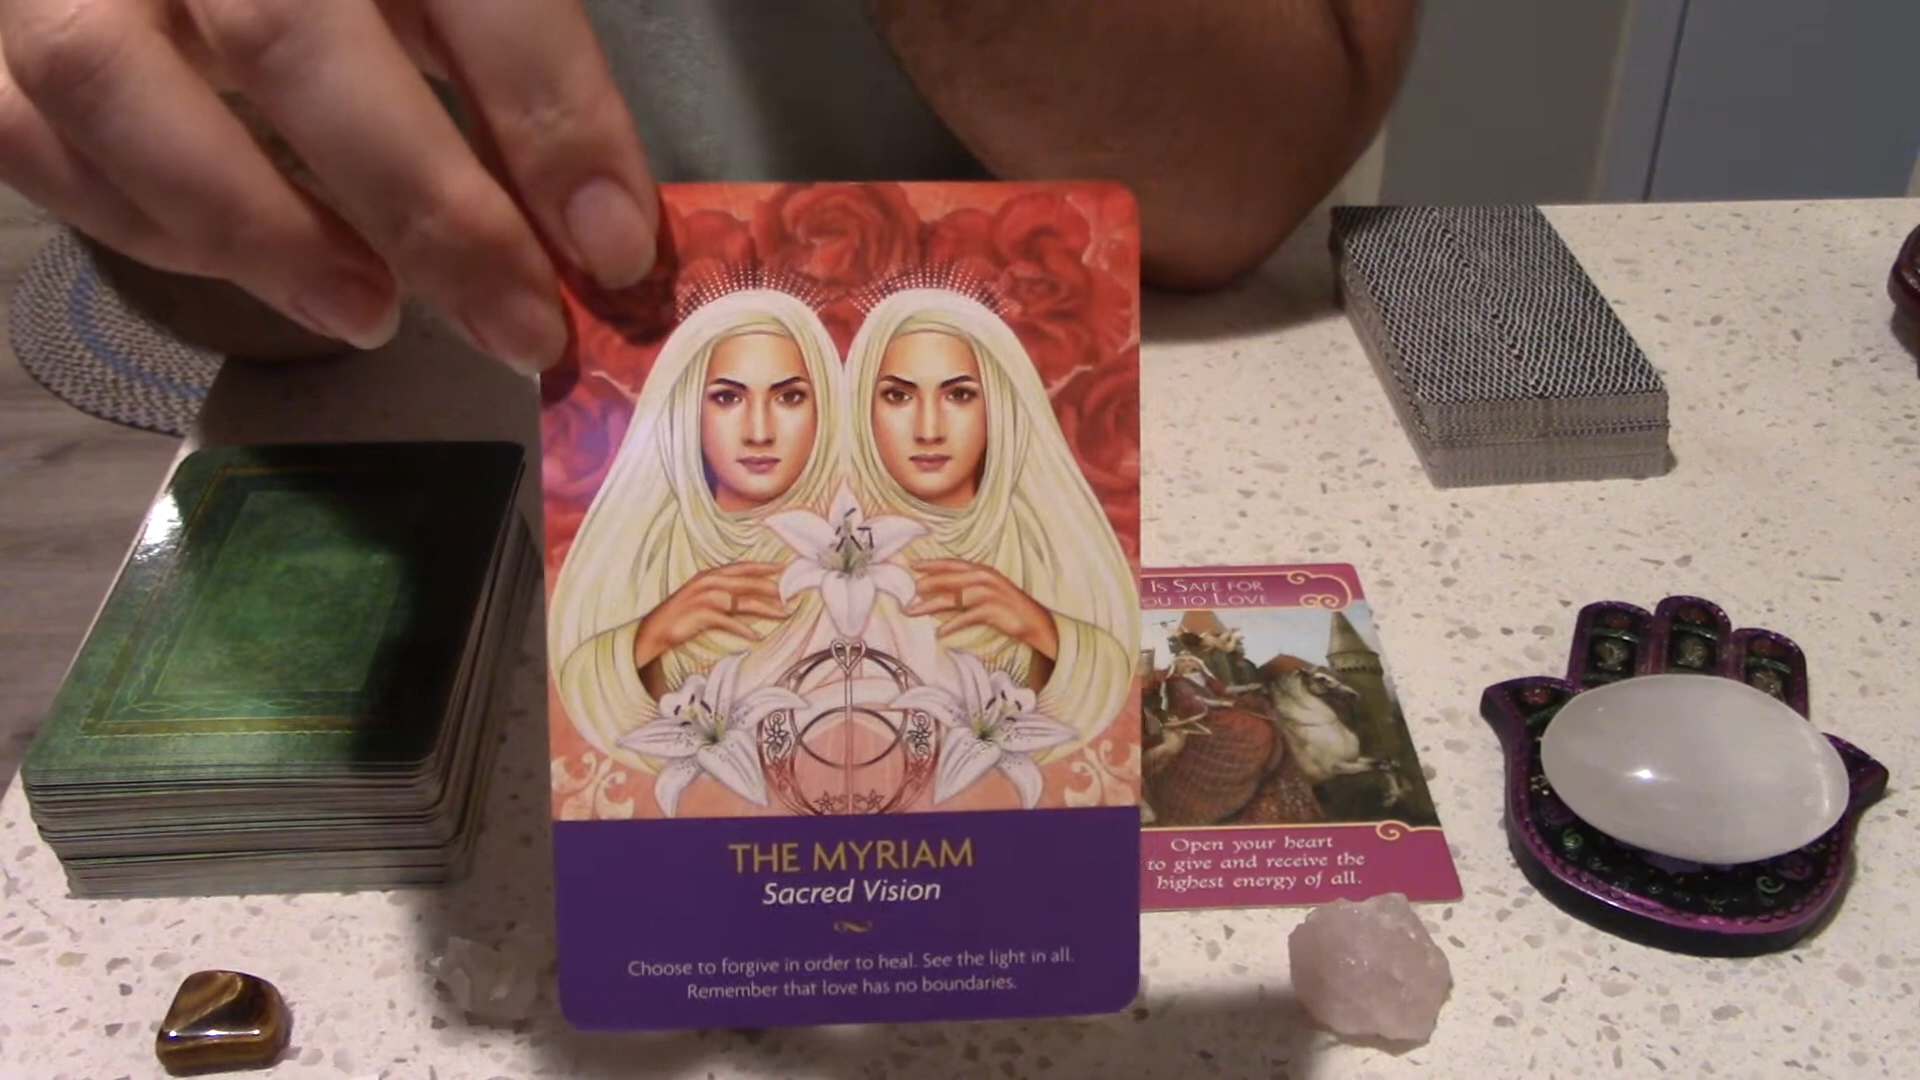 THE MYRIAM
Sacred Vision
Choose to forgive in order to heal. See the light in all.
Remember that love has no boundaries.
IS SAFE FOR
OU TO LOVE
Open your heart
to give and receive the
highest energy of all.